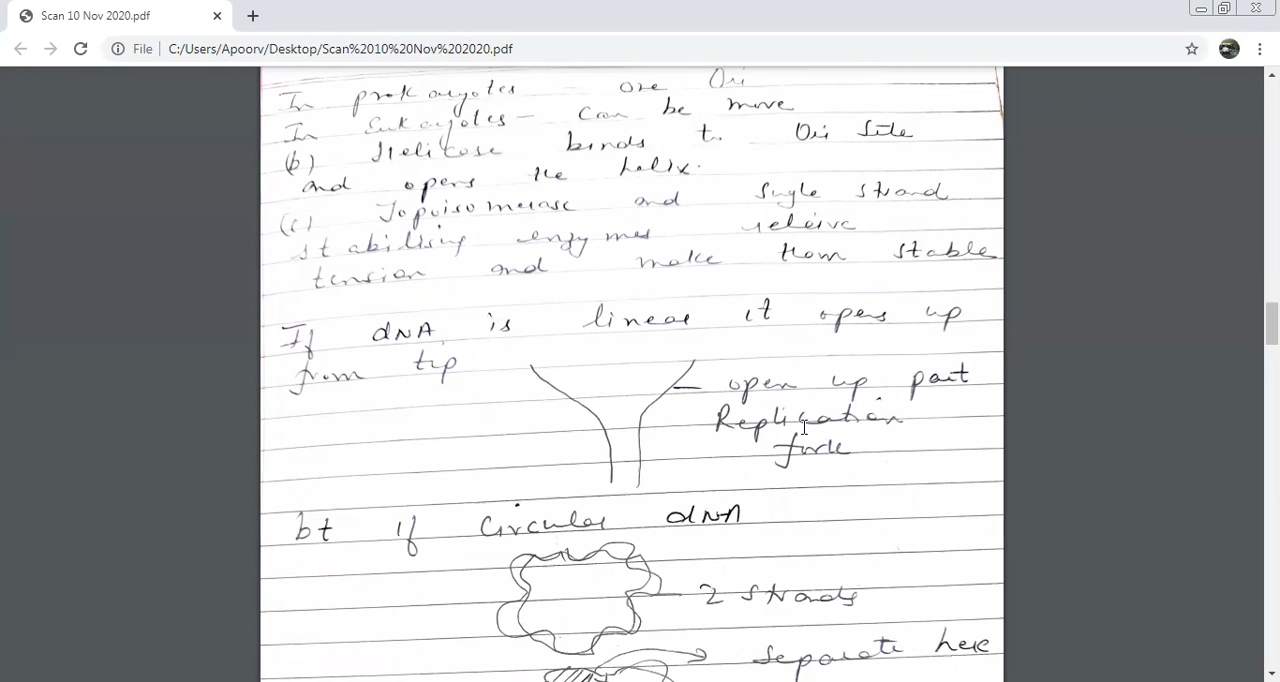 Scan 10 Nov 2020.pdf
File | C:/Users/Apoorv/Desktop/Scan%2010%20Nov%202020.pdf
In prokaryotes - one Ori
In Eukaryotes - can be more
(b) Helicase binds to Ori site
and opens the helix.
(c) Topoisomerase and single strand
stabilising enzymes releive
tension and make them stable
If dNA is linear it opens up
from tip
open up part
Replication
fork
bt if Circular dNA
2 strands
Separate here